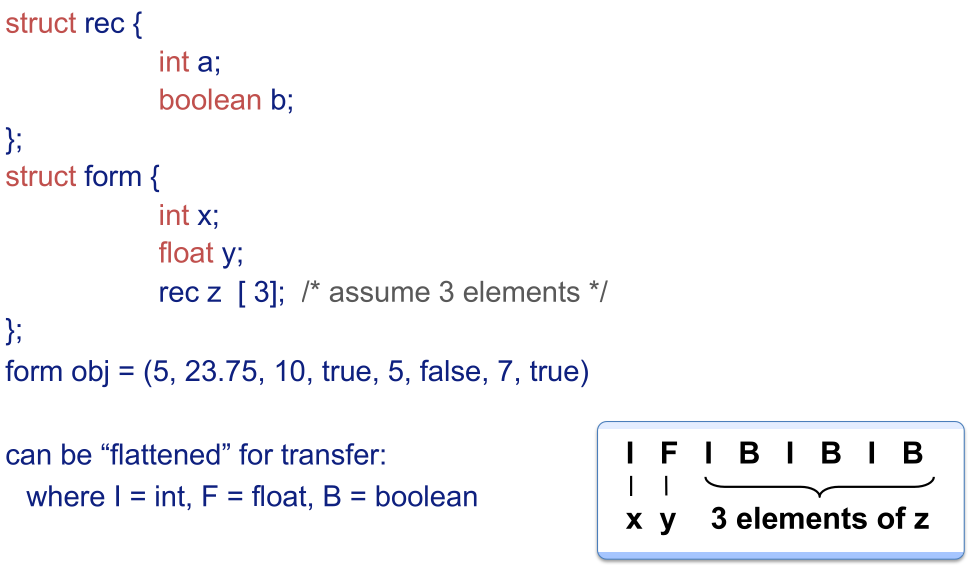 struct rec {
int a;
boolean b;
};
struct form {
int x;
float y;
rec z [ 3]; /* assume 3 elements */
};
form obj = (5, 23.75, 10, true, 5, false, 7, true)
can be “flattened” for transfer:
where I = int, F = float, B = boolean
I F I B I B I B
x y 3 elements of z